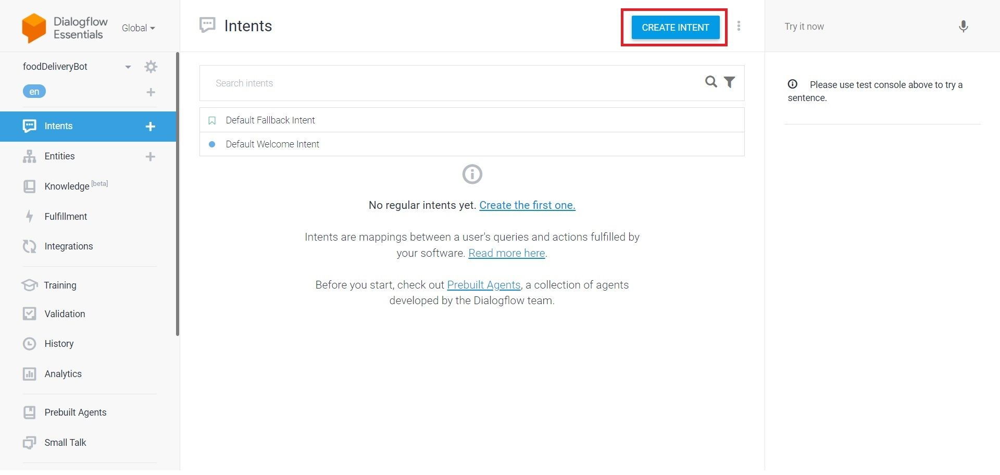 Dialogflow
Essentials
Global
Intents
CREATE INTENT
Try it now
foodDeliveryBot
en
Intents
Entities
Knowledge [beta]
Fulfillment
Integrations
Training
Validation
History
Analytics
Prebuilt Agents
Small Talk
Search intents
Default Fallback Intent
Default Welcome Intent
No regular intents yet. Create the first one.
Intents are mappings between a user's queries and actions fulfilled by
your software. Read more here.
Before you start, check out Prebuilt Agents, a collection of agents
developed by the Dialogflow team.
Please use test console above to try a
sentence.